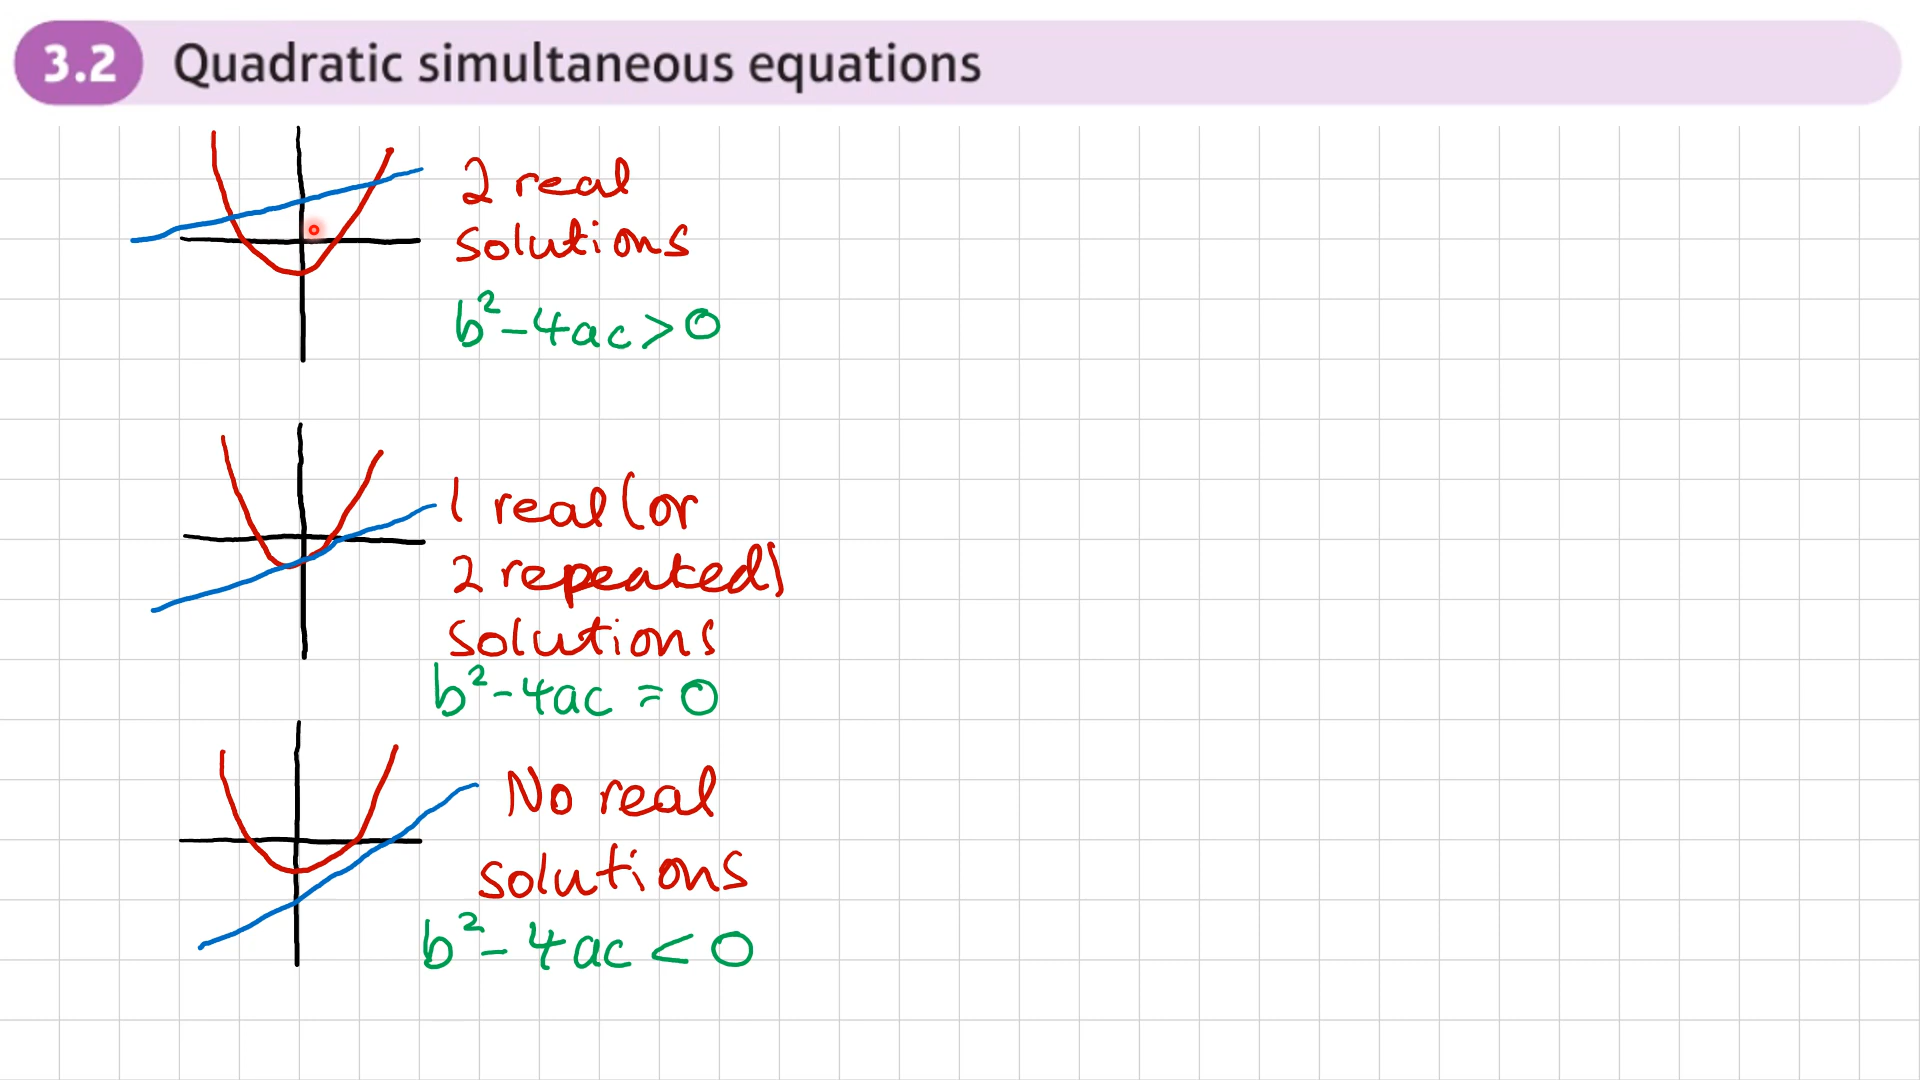 3.2 Quadratic simultaneous equations
2 real
solutions
b²-4ac>0
1 real (or
2 repeated)
solutions
b²-4ac = 0
No real
solutions
b²-4ac < 0